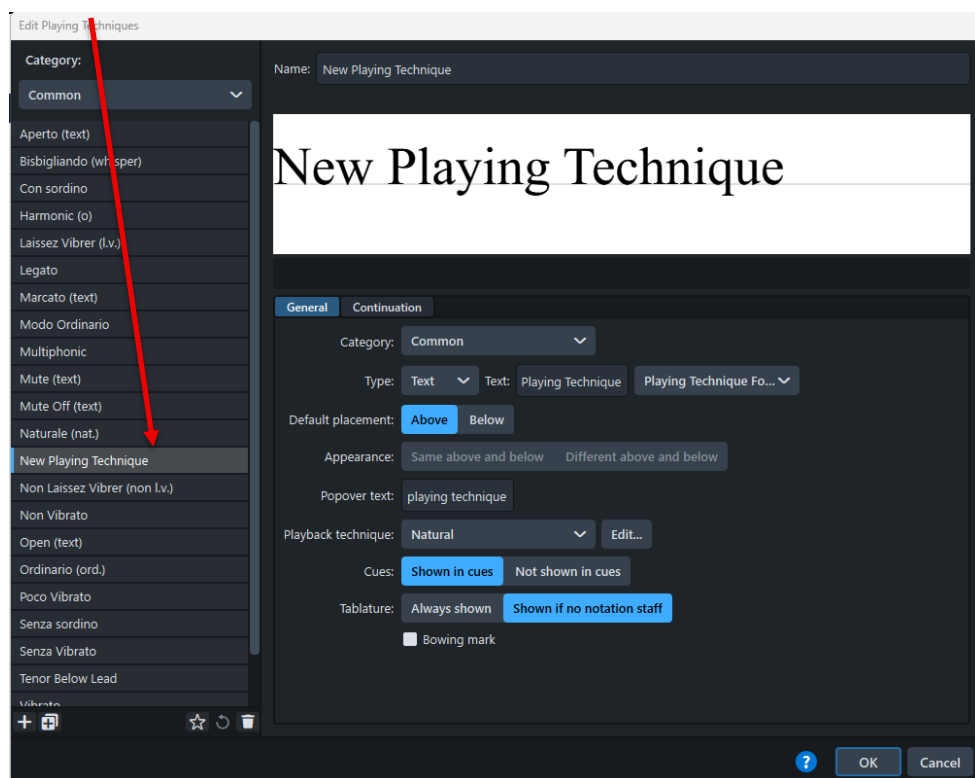 Edit Playing Techniques
Category:
Common
Aperto (text)
Bisbigliando (whisper)
Con sordino
Harmonic (o)
Laissez Vibrer (l.v.)
Legato
Marcato (text)
Modo Ordinario
Multiphonic
Mute (text)
Mute Off (text)
Naturale (nat.)
New Playing Technique
Non Laissez Vibrer (non l.v.)
Non Vibrato
Open (text)
Ordinario (ord.)
Poco Vibrato
Senza sordino
Senza Vibrato
Tenor Below Lead
Vibrato
Name: New Playing Technique
New Playing Technique
General Continuation
Category: Common
Type: Text Text: Playing Technique Playing Technique Fo...
Default placement: Above Below
Appearance: Same above and below Different above and below
Popover text: playing technique
Playback technique: Natural Edit...
Cues: Shown in cues Not shown in cues
Tablature: Always shown Shown if no notation staff
Bowing mark
? OK Cancel